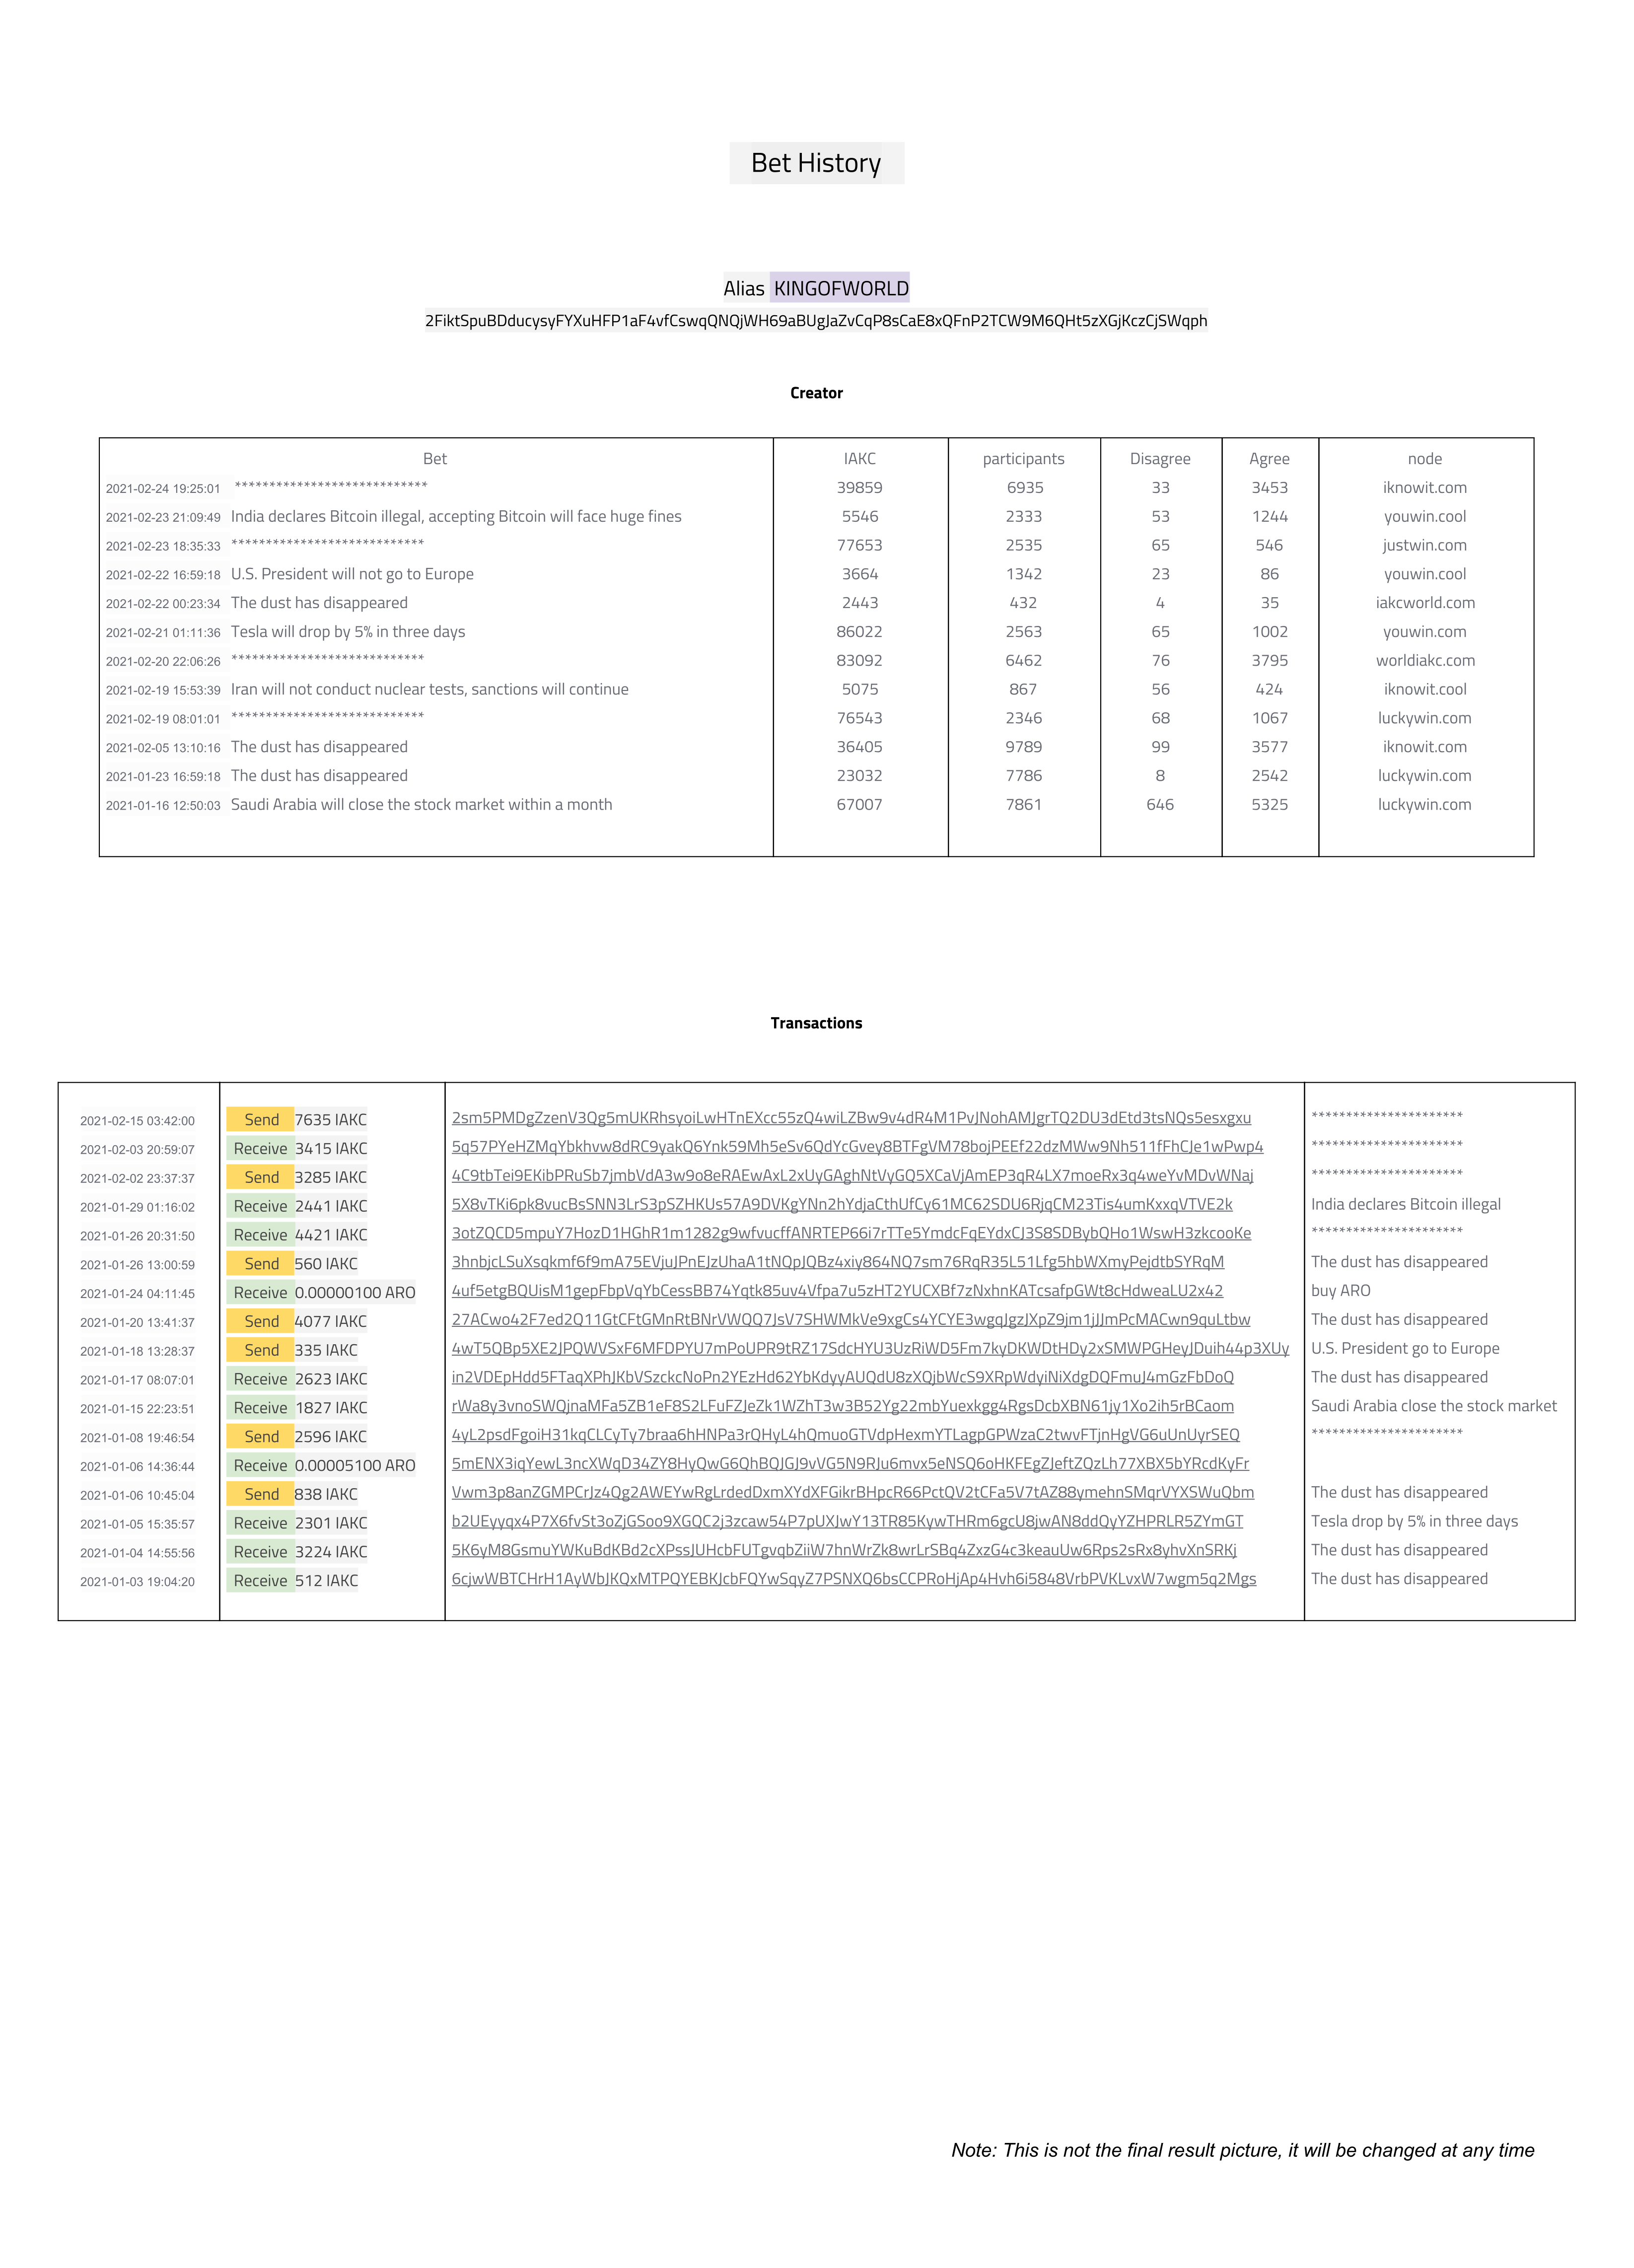 Bet History
Alias KINGOFWORLD
2FiktSpuBDducysyFYXuHFP1aF4vfCswqQNQjWH69aBUgJaZvCqP8sCaE8xQFnP2TCW9M6QHt5zXGjKczCjSWqph
Creator
Bet IAKC participants Disagree Agree node
2021-02-24 19:25:01 **************************** 39859 6935 33 3453 iknowit.com
2021-02-23 21:09:49 India declares Bitcoin illegal, accepting Bitcoin will face huge fines 5546 2333 53 1244 youwin.cool
2021-02-23 18:35:33 **************************** 77653 2535 65 546 justwin.com
2021-02-22 16:59:18 U.S. President will not go to Europe 3664 1342 23 86 youwin.cool
2021-02-22 00:23:34 The dust has disappeared 2443 432 4 35 iakcworld.com
2021-02-21 01:11:36 Tesla will drop by 5% in three days 86022 2563 65 1002 youwin.com
2021-02-20 22:06:26 **************************** 83092 6462 76 3795 worldiakc.com
2021-02-19 15:53:39 Iran will not conduct nuclear tests, sanctions will continue 5075 867 56 424 iknowit.cool
2021-02-19 08:01:01 **************************** 76543 2346 68 1067 luckywin.com
2021-02-05 13:10:16 The dust has disappeared 36405 9789 99 3577 iknowit.com
2021-01-23 16:59:18 The dust has disappeared 23032 7786 8 2542 luckywin.com
2021-01-16 12:50:03 Saudi Arabia will close the stock market within a month 67007 7861 646 5325 luckywin.com
Transactions
2021-02-15 03:42:00 Send 7635 IAKC 2sm5PMDgZzenV3Qg5mUKRhsyoiLwHTnEXcc55zQ4wiLZBw9v4dR4M1PvJNohAMJgrTQ2DU3dEtd3tsNQs5esxgxu **********************
2021-02-03 20:59:07 Receive 3415 IAKC 5q57PYeHZMqYbkhvw8dRC9yakQ6Ynk59Mh5eSv6QdYcGvey8BTFgVM78bojPEEf22dzMWw9Nh511fFhCJe1wPwp4 **********************
2021-02-02 23:37:37 Send 3285 IAKC 4C9tbTei9EKibPRuSb7jmbVdA3w9o8eRAEwAxL2xUyGAghNtVyGQ5XCaVjAmEP3qR4LX7moeRx3q4weYvMDvWNaj **********************
2021-01-29 01:16:02 Receive 2441 IAKC 5X8vTKi6pk8vucBsSNN3LrS3pSZHKUs57A9DVKgYNn2hYdjaCthUfCy61MC62SDU6RjqCM23Tis4umKxxqVTVE2k India declares Bitcoin illegal
2021-01-26 20:31:50 Receive 4421 IAKC 3otZQCD5mpuY7HozD1HGhR1m1282g9wfvucffANRTEP66i7rTTe5YmdcFqEYdxCJ3S8SDBybQHo1WswH3zkcooKe **********************
2021-01-26 13:00:59 Send 560 IAKC 3hnbjcLSuXsqkmf6f9mA75EVjuJPnEJzUhaA1tNQpJQBz4xiy864NQ7sm76RqR35L51Lfg5hbWXmyPejdtbSYRqM The dust has disappeared
2021-01-24 04:11:45 Receive 0.00000100 ARO 4uf5etgBQUisM1gepFbpVqYbCessBB74Yqtk85uv4Vfpa7u5zHT2YUCXBf7zNxhnKATcsafpGWt8cHdweaLU2x42 buy ARO
2021-01-20 13:41:37 Send 4077 IAKC 27ACwo42F7ed2Q11GtCFtGMnRtBNrVWQQ7JsV7SHWMkVe9xgCs4YCYE3wgqJgzJXpZ9jm1jJJmPcMACwn9quLtbw The dust has disappeared
2021-01-18 13:28:37 Send 335 IAKC 4wT5QBp5XE2JPQWVSxF6MFDPYU7mPoUPR9tRZ17SdcHYU3UzRiWD5Fm7kyDKWDtHDy2xSMWPGHeyJDuih44p3XUy U.S. President go to Europe
2021-01-17 08:07:01 Receive 2623 IAKC in2VDEpHdd5FTaqXPhJKbVSzckcNoPn2YEzHd62YbKdyyAUQdU8zXQjbWcS9XRpWdyiNiXdgDQFmuJ4mGzFbDoQ The dust has disappeared
2021-01-15 22:23:51 Receive 1827 IAKC rWa8y3vnoSWQjnaMFa5ZB1eF8S2LFuFZJeZk1WZhT3w3B52Yg22mbYuexkgg4RgsDcbXBN61jy1Xo2ih5rBCaom Saudi Arabia close the stock market
2021-01-08 19:46:54 Send 2596 IAKC 4yL2psdFgoiH31kqCLCyTy7braa6hHNPa3rQHyL4hQmuoGTVdpHexmYTLagpGPWzaC2twvFTjnHgVG6uUnUyrSEQ **********************
2021-01-06 14:36:44 Receive 0.00005100 ARO 5mENX3iqYewL3ncXWqD34ZY8HyQwG6QhBQJGJ9vVG5N9RJu6mvx5eNSQ6oHKFEgZJeftZQzLh77XBX5bYRcdKyFr
2021-01-06 10:45:04 Send 838 IAKC Vwm3p8anZGMPCrJz4Qg2AWEYwRgLrdedDxmXYdXFGikrBHpcR66PctQV2tCFa5V7tAZ88ymehnSMqrVYXSWuQbm The dust has disappeared
2021-01-05 15:35:57 Receive 2301 IAKC b2UEyyqx4P7X6fvSt3oZjGSoo9XGQC2j3zcaw54P7pUXJwY13TR85KywTHRm6gcU8jwAN8ddQyYZHPRLR5ZYmGT Tesla drop by 5% in three days
2021-01-04 14:55:56 Receive 3224 IAKC 5K6yM8GsmuYWKuBdKBd2cXPssJUHcbFUTgvqbZiiW7hnWrZk8wrLrSBq4ZxzG4c3keauUw6Rps2sRx8yhvXnSRKj The dust has disappeared
2021-01-03 19:04:20 Receive 512 IAKC 6cjwWBTCHrH1AyWbJKQxMTPQYEBKJcbFQYwSqyZ7PSNXQ6bsCCPRoHjAp4Hvh6i5848VrbPVKLvxW7wgm5q2Mgs The dust has disappeared
Note: This is not the final result picture, it will be changed at any time